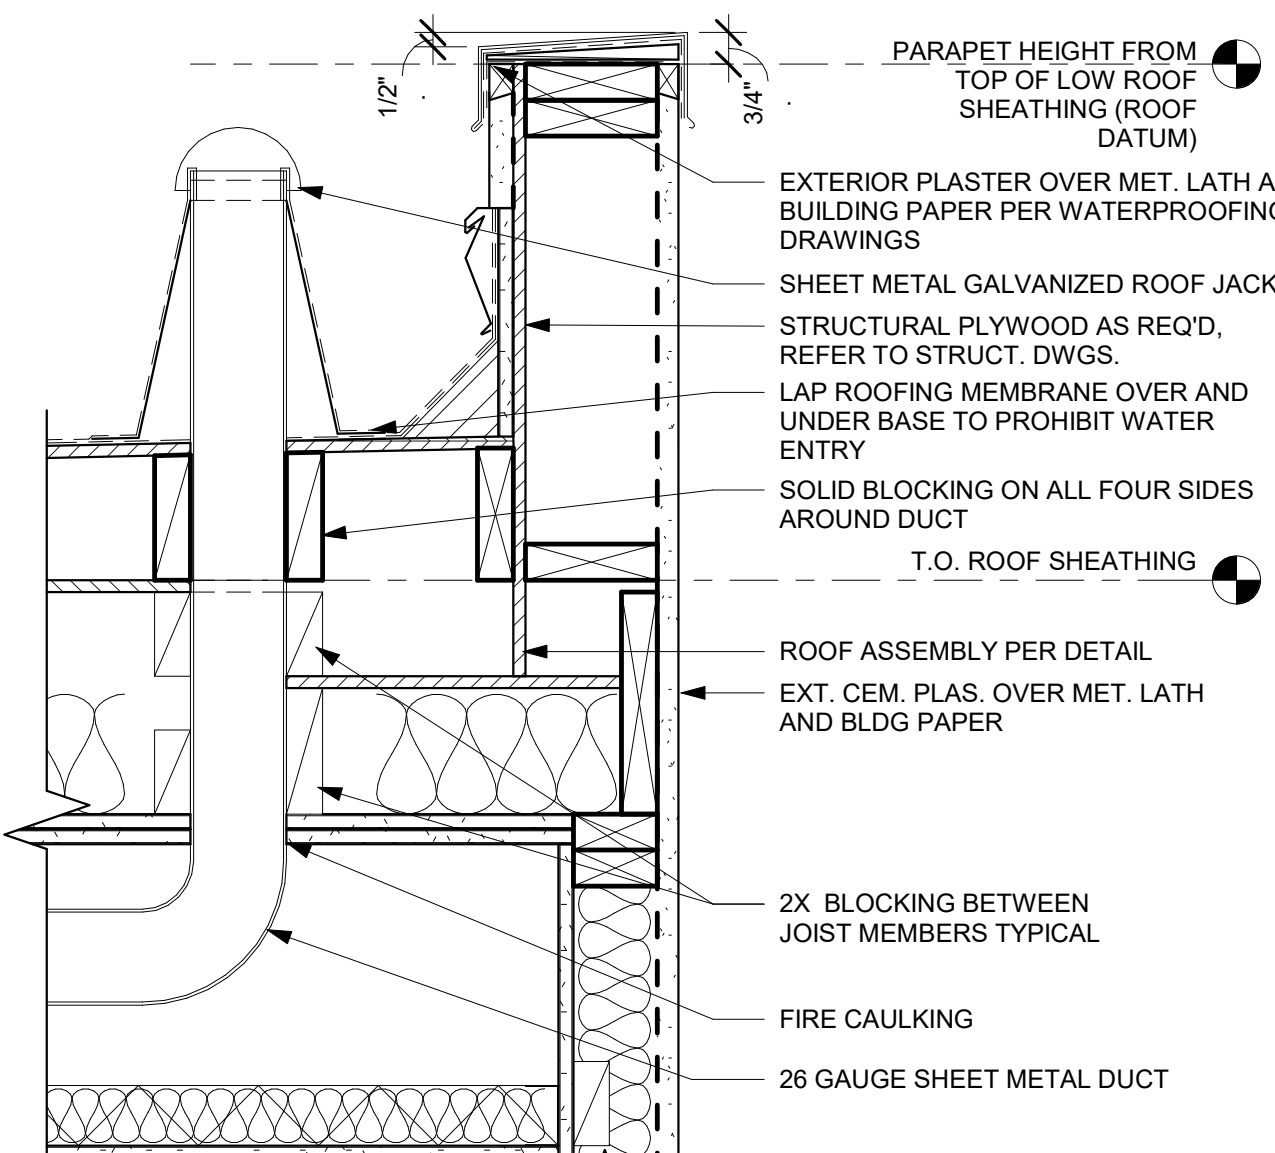 1/2"
3/4"
PARAPET HEIGHT FROM
TOP OF LOW ROOF
SHEATHING (ROOF
DATUM)
EXTERIOR PLASTER OVER MET. LATH A
BUILDING PAPER PER WATERPROOFING
DRAWINGS
SHEET METAL GALVANIZED ROOF JACK
STRUCTURAL PLYWOOD AS REQ'D,
REFER TO STRUCT. DWGS.
LAP ROOFING MEMBRANE OVER AND
UNDER BASE TO PROHIBIT WATER
ENTRY
SOLID BLOCKING ON ALL FOUR SIDES
AROUND DUCT
T.O. ROOF SHEATHING
ROOF ASSEMBLY PER DETAIL
EXT. CEM. PLAS. OVER MET. LATH
AND BLDG PAPER
2X BLOCKING BETWEEN
JOIST MEMBERS TYPICAL
FIRE CAULKING
26 GAUGE SHEET METAL DUCT